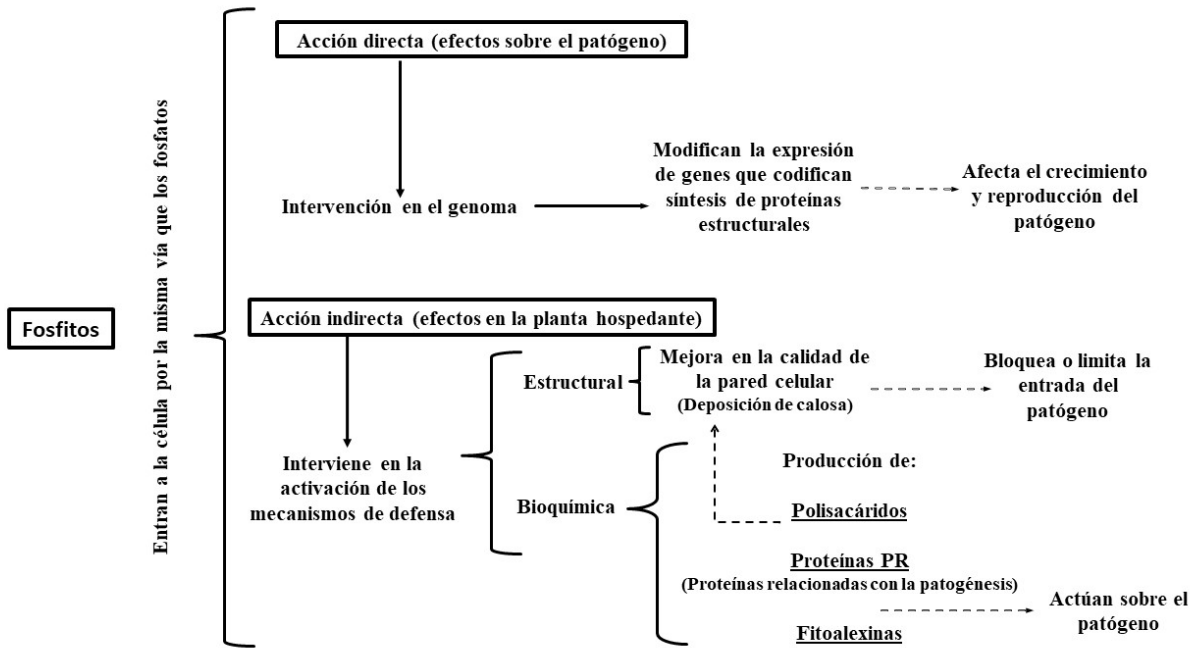 Fosfitos
Entran a la célula por la misma vía que los fosfatos
Acción directa (efectos sobre el patógeno)
Intervención en el genoma
Modifican la expresión
de genes que codifican
síntesis de proteínas
estructurales
Afecta el crecimiento
y reproducción del
patógeno
Acción indirecta (efectos en la planta hospedante)
Interviene en la
activación de los
mecanismos de defensa
Estructural
Mejora en la calidad de
la pared celular
(Deposición de calosa)
Bloquea o limita la
entrada del
patógeno
Bioquímica
Producción de:
Polisacáridos
Proteínas PR
(Proteínas relacionadas con la patogénesis)
Fitoalexinas
Actúan sobre el
patógeno